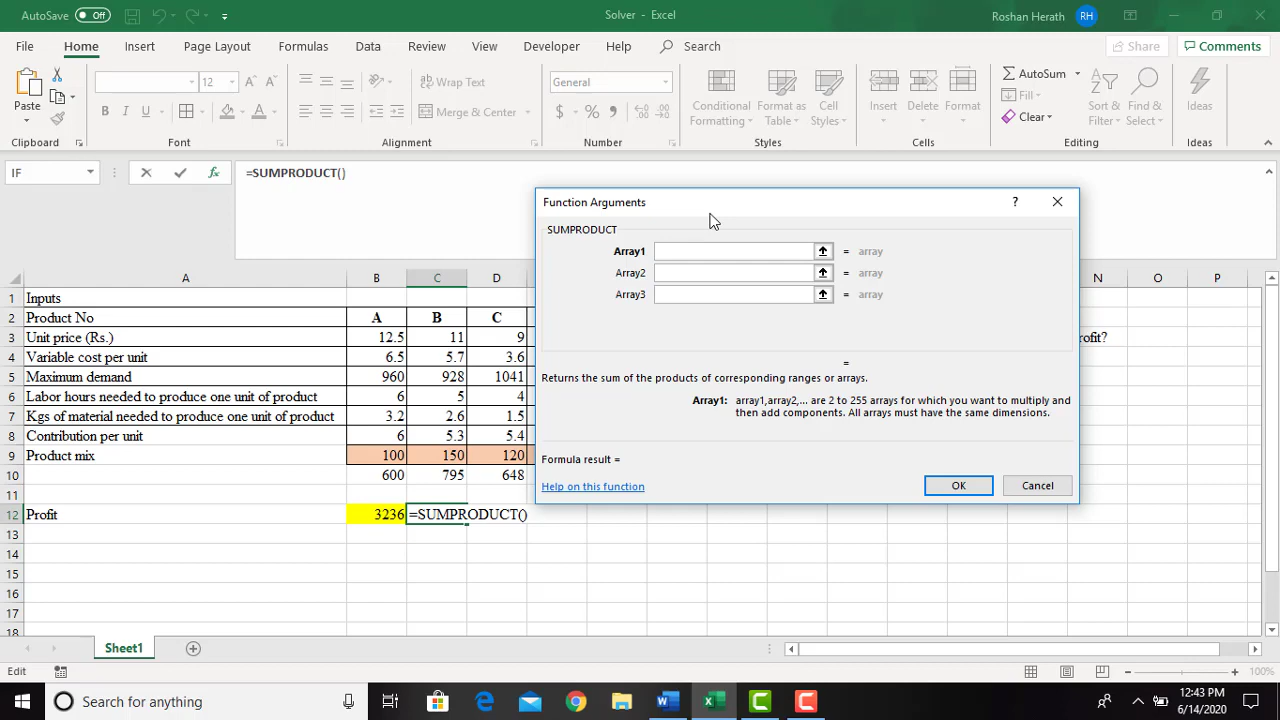 AutoSave Off Solver - Excel Roshan Herath RH
File Home Insert Page Layout Formulas Data Review View Developer Help Search Share Comments
Paste 12 A A Wrap Text General AutoSum
B I U Merge & Center $ % Conditional Formatting Format as Table Cell Styles Insert Delete Format Fill Clear Sort & Filter Find & Select Ideas
Clipboard Font Alignment Number Styles Cells Editing Ideas
IF fx =SUMPRODUCT()
Function Arguments ?
SUMPRODUCT
Array1 = array
Array2 = array
Array3 = array
=
Returns the sum of the products of corresponding ranges or arrays.
Array1: array1,array2,... are 2 to 255 arrays for which you want to multiply and
then add components. All arrays must have the same dimensions.
Formula result =
Help on this function OK Cancel
A B C D N O P
1 Inputs
2 Product No A B C
3 Unit price (Rs.) 12.5 11 9 rofit?
4 Variable cost per unit 6.5 5.7 3.6
5 Maximum demand 960 928 1041
6 Labor hours needed to produce one unit of product 6 5 4
7 Kgs of material needed to produce one unit of product 3.2 2.6 1.5
8 Contribution per unit 6 5.3 5.4
9 Product mix 100 150 120
10 600 795 648
11
12 Profit 3236 =SUMPRODUCT()
13
14
15
16
17
18
Sheet1
Edit 100%
Search for anything 12:43 PM
6/14/2020